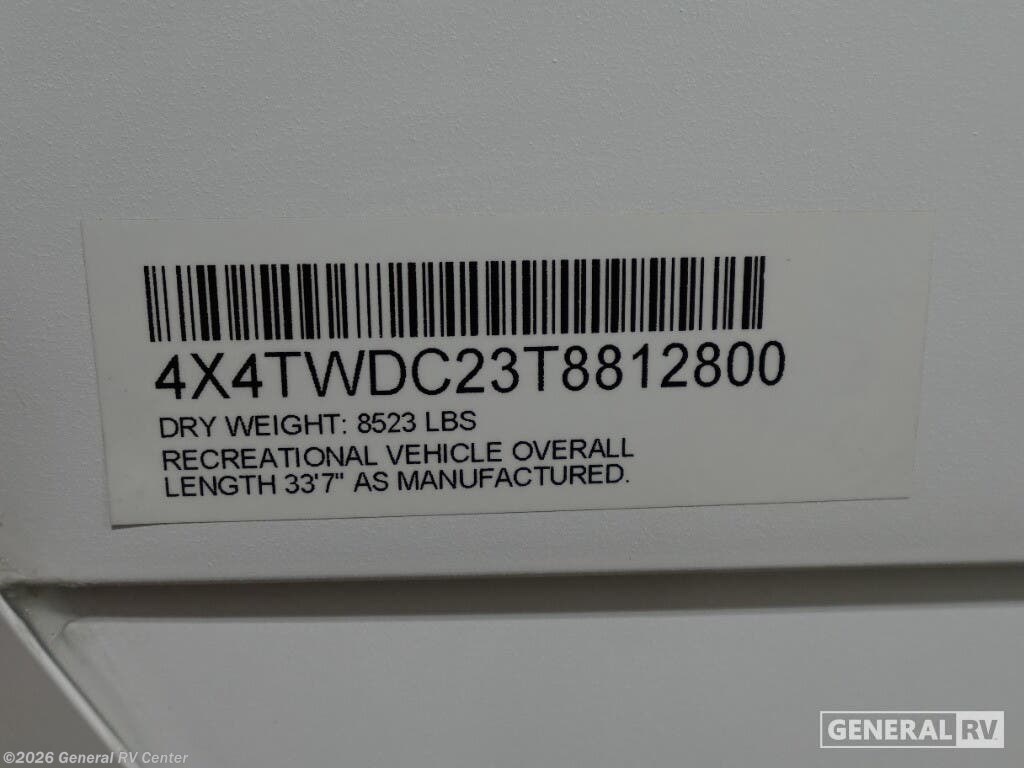 4X4TWDC23T8812800
DRY WEIGHT: 8523 LBS
RECREATIONAL VEHICLE OVERALL
LENGTH 33'7" AS MANUFACTURED.
GENERAL RV
©2026 General RV Center